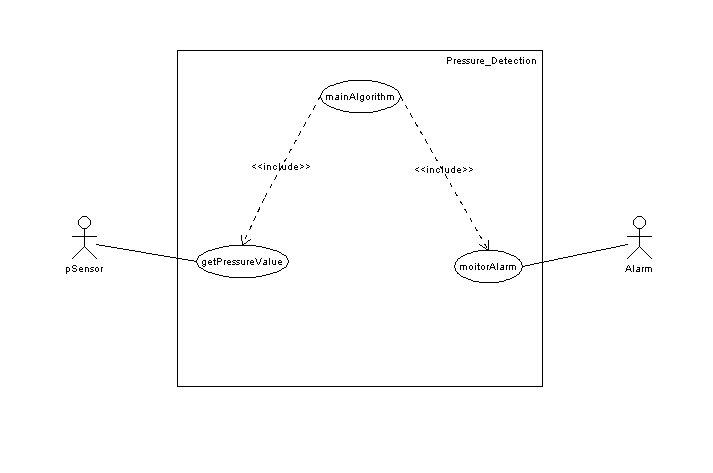 Pressure_Detection
mainAlgorithm
<<include>>
<<include>>
getPressureValue
moitorAlarm
pSensor
Alarm